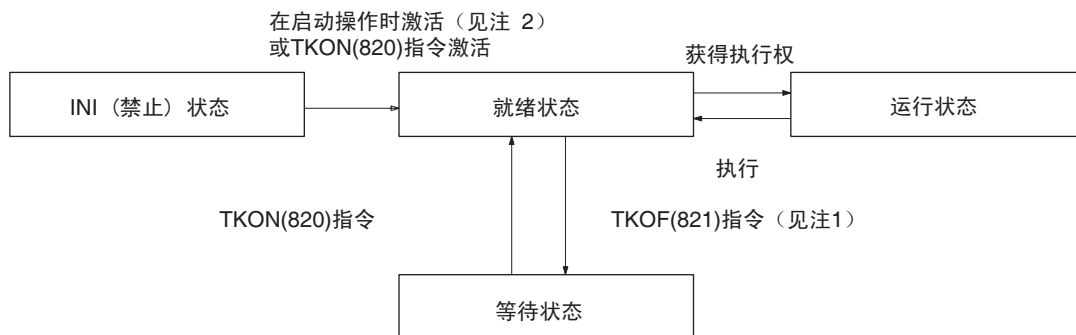 在启动操作时激活（见注 2）
或TKON(820)指令激活
获得执行权
INI（禁止）状态
就绪状态
运行状态
执行
TKON(820)指令
TKOF(821)指令（见注1）
等待状态